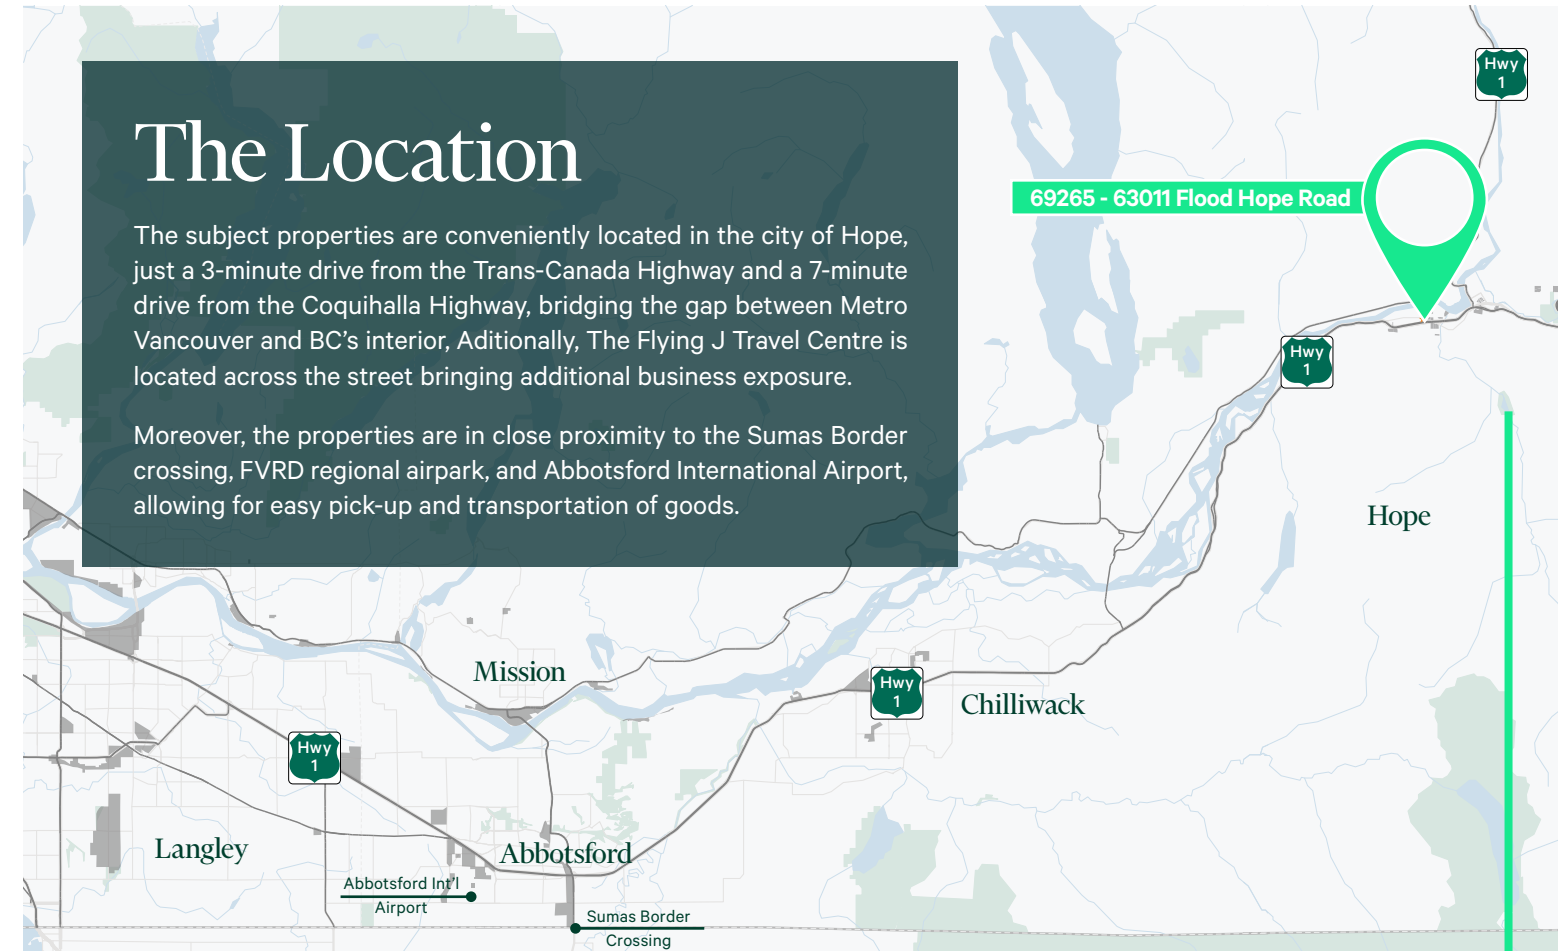 The Location
The subject properties are conveniently located in the city of Hope,
just a 3-minute drive from the Trans-Canada Highway and a 7-minute
drive from the Coquihalla Highway, bridging the gap between Metro
Vancouver and BC's interior, Aditionally, The Flying J Travel Centre is
located across the street bringing additional business exposure.
Moreover, the properties are in close proximity to the Sumas Border
crossing, FVRD regional airpark, and Abbotsford International Airport,
allowing for easy pick-up and transportation of goods.
Hwy
1
69265 - 63011 Flood Hope Road
Hwy
1
Hope
Mission
Hwy
1
Chilliwack
Hwy
1
Langley
Abbotsford
Abbotsford Int'l
Airport
Sumas Border
Crossing